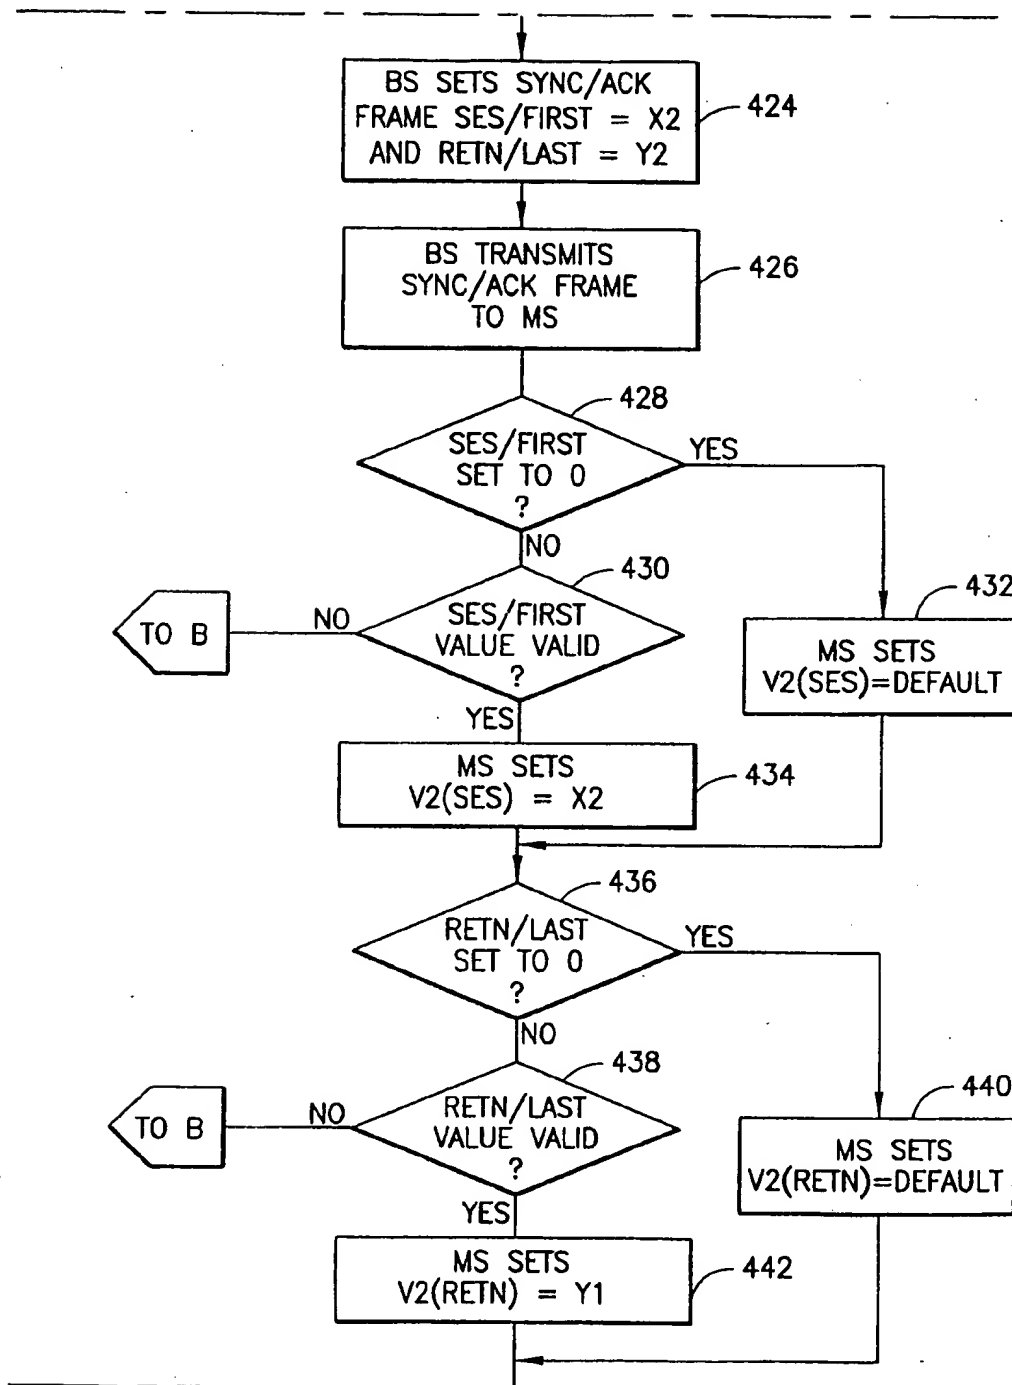 BS SETS SYNC/ACK
FRAME SES/FIRST = X2
AND RETN/LAST = Y2
424
BS TRANSMITS
SYNC/ACK FRAME
TO MS
426
428
SES/FIRST
SET TO 0
?
YES
NO
430
SES/FIRST
VALUE VALID
?
NO
TO B
YES
432
MS SETS
V2(SES)=DEFAULT
MS SETS
V2(SES) = X2
434
436
RETN/LAST
SET TO 0
?
YES
NO
438
RETN/LAST
VALUE VALID
?
NO
TO B
YES
440
MS SETS
V2(RETN)=DEFAULT
MS SETS
V2(RETN) = Y1
442